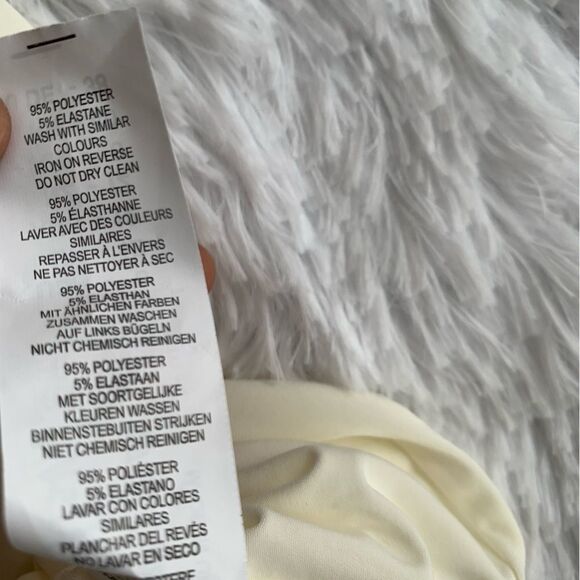 95% POLYESTER
5% ELASTANE
WASH WITH SIMILAR
COLOURS
IRON ON REVERSE
DO NOT DRY CLEAN
95% POLYESTER
5% ÉLASTHANNE
LAVER AVEC DES COULEURS
SIMILAIRES
REPASSER À L'ENVERS
NE PAS NETTOYER À SEC
95% POLYESTER
5% ELASTHAN
MIT ÄHNLICHEN FARBEN
ZUSAMMEN WASCHEN
AUF LINKS BÜGELN
NICHT CHEMISCH REINIGEN
95% POLYESTER
5% ELASTAAN
MET SOORTGELIJKE
KLEUREN WASSEN
BINNENSTEBUITEN STRIJKEN
NIET CHEMISCH REINIGEN
95% POLIÉSTER
5% ELASTANO
LAVAR CON COLORES
SIMILARES
PLANCHAR DEL REVÉS
NO LAVAR EN SECO